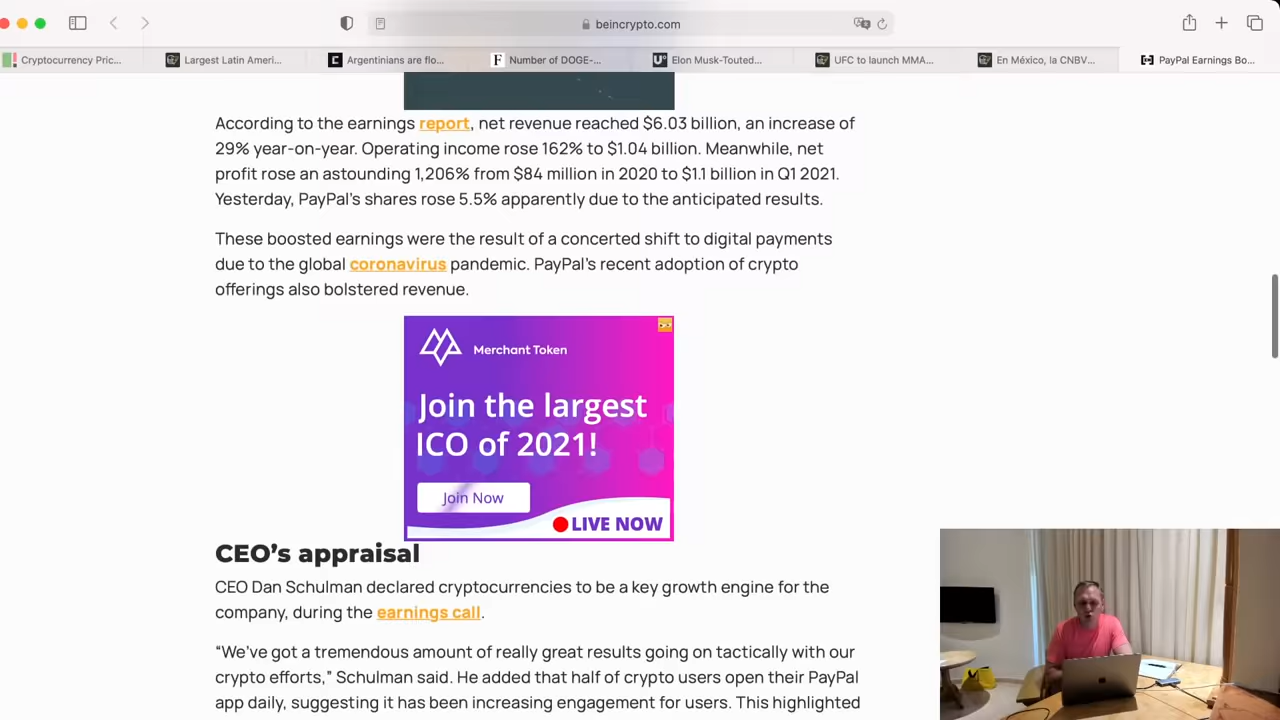 beincrypto.com
Cryptocurrency Pric...
Largest Latin Ameri...
Argentinians are flo...
Number of DOGE-...
Elon Musk-Touted...
UFC to launch MMA...
En México, la CNBV...
PayPal Earnings Bo...
According to the earnings report, net revenue reached $6.03 billion, an increase of
29% year-on-year. Operating income rose 162% to $1.04 billion. Meanwhile, net
profit rose an astounding 1,206% from $84 million in 2020 to $1.1 billion in Q1 2021.
Yesterday, PayPal’s shares rose 5.5% apparently due to the anticipated results.
These boosted earnings were the result of a concerted shift to digital payments
due to the global coronavirus pandemic. PayPal’s recent adoption of crypto
offerings also bolstered revenue.
Merchant Token
Join the largest
ICO of 2021!
Join Now
LIVE NOW
CEO’s appraisal
CEO Dan Schulman declared cryptocurrencies to be a key growth engine for the
company, during the earnings call.
“We’ve got a tremendous amount of really great results going on tactically with our
crypto efforts,” Schulman said. He added that half of crypto users open their PayPal
app daily, suggesting it has been increasing engagement for users. This highlighted